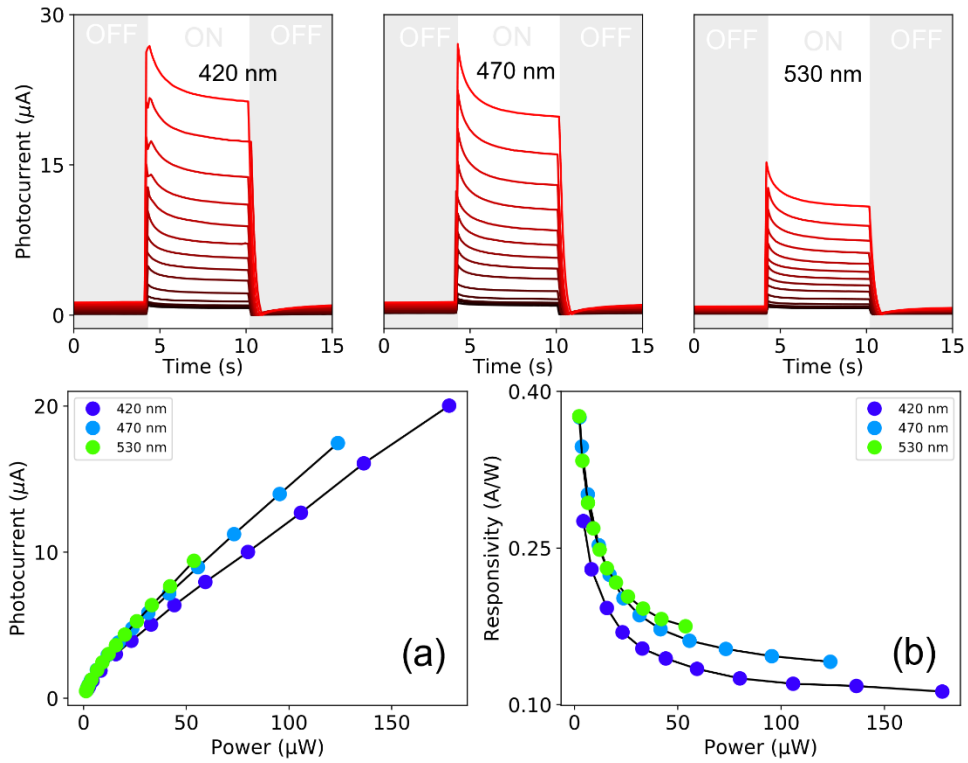 30
15
0
Photocurrent (μA)
OFF ON OFF
420 nm
0 5 10 15
Time (s)
OFF ON OFF
470 nm
0 5 10 15
Time (s)
OFF ON OFF
530 nm
0 5 10 15
Time (s)
20
10
0
Photocurrent (μA)
420 nm
470 nm
530 nm
(a)
0 50 100 150
Power (μW)
0.40
0.25
0.10
Responsivity (A/W)
420 nm
470 nm
530 nm
(b)
0 50 100 150
Power (μW)